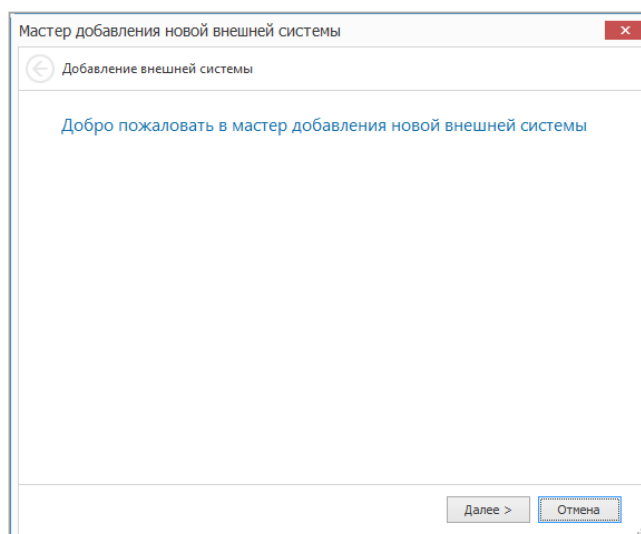 Мастер добавления новой внешней системы
Добавление внешней системы
Добро пожаловать в мастер добавления новой внешней системы
Далее >
Отмена